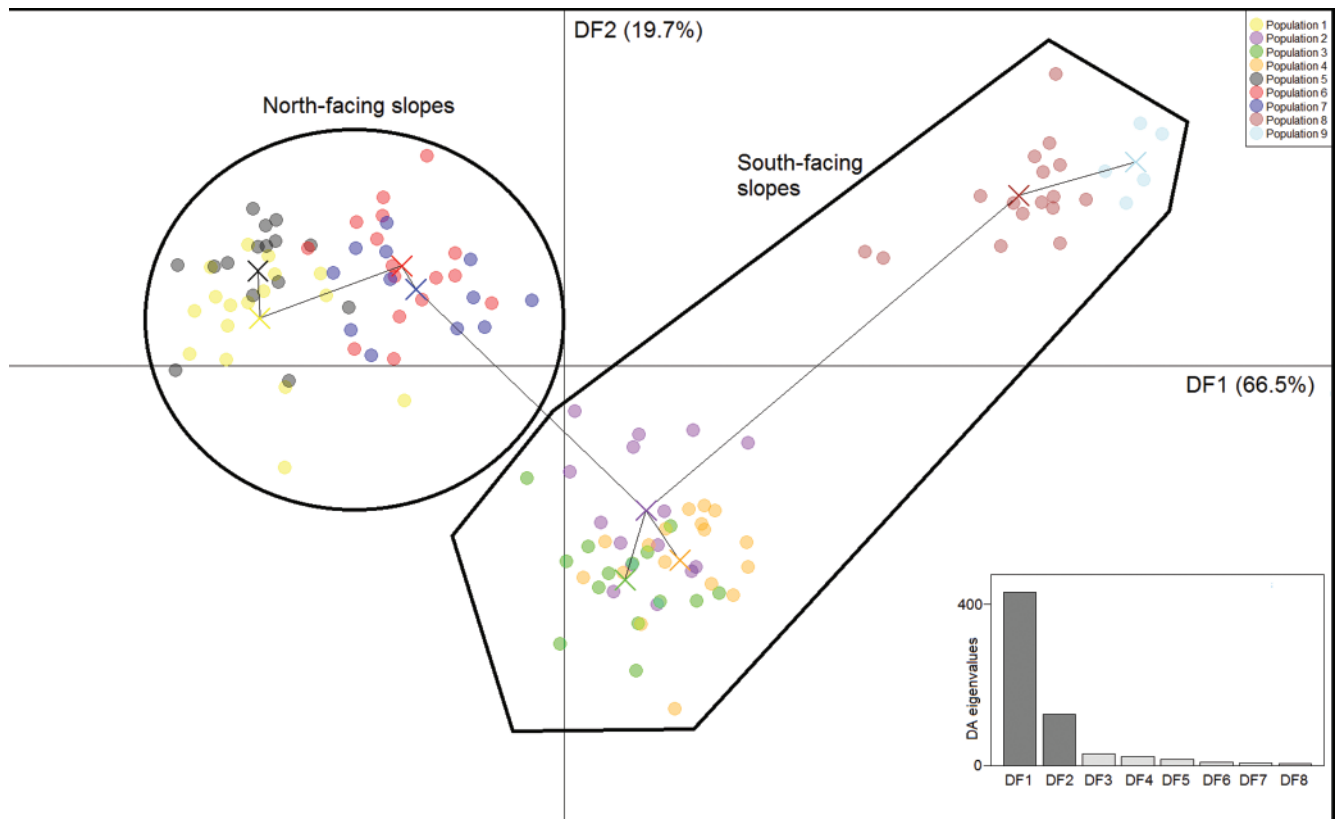 DF2 (19.7%)
Population 1
Population 2
Population 3
Population 4
Population 5
Population 6
Population 7
Population 8
Population 9
North-facing slopes
South-facing
slopes
DF1 (66.5%)
DA eigenvalues
400
0
DF1 DF2 DF3 DF4 DF5 DF6 DF7 DF8